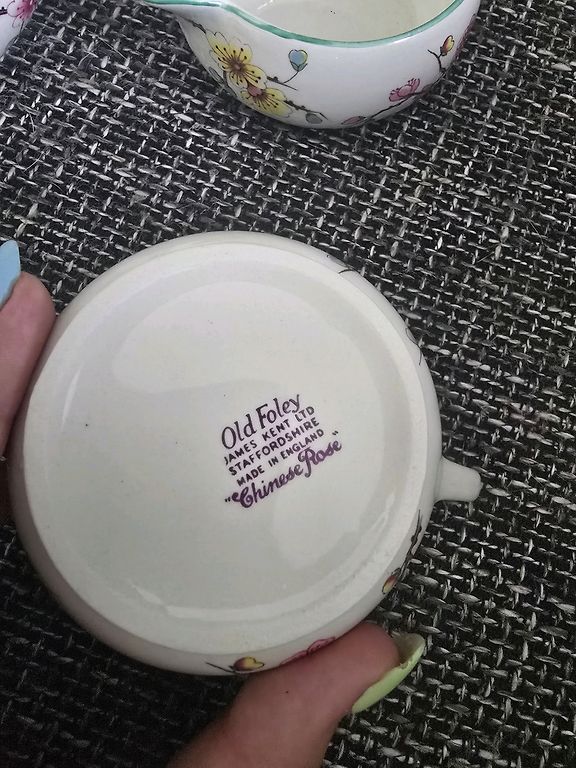 Old Foley
JAMES KENT LTD
STAFFORDSHIRE
MADE IN ENGLAND
"Chinese Rose"